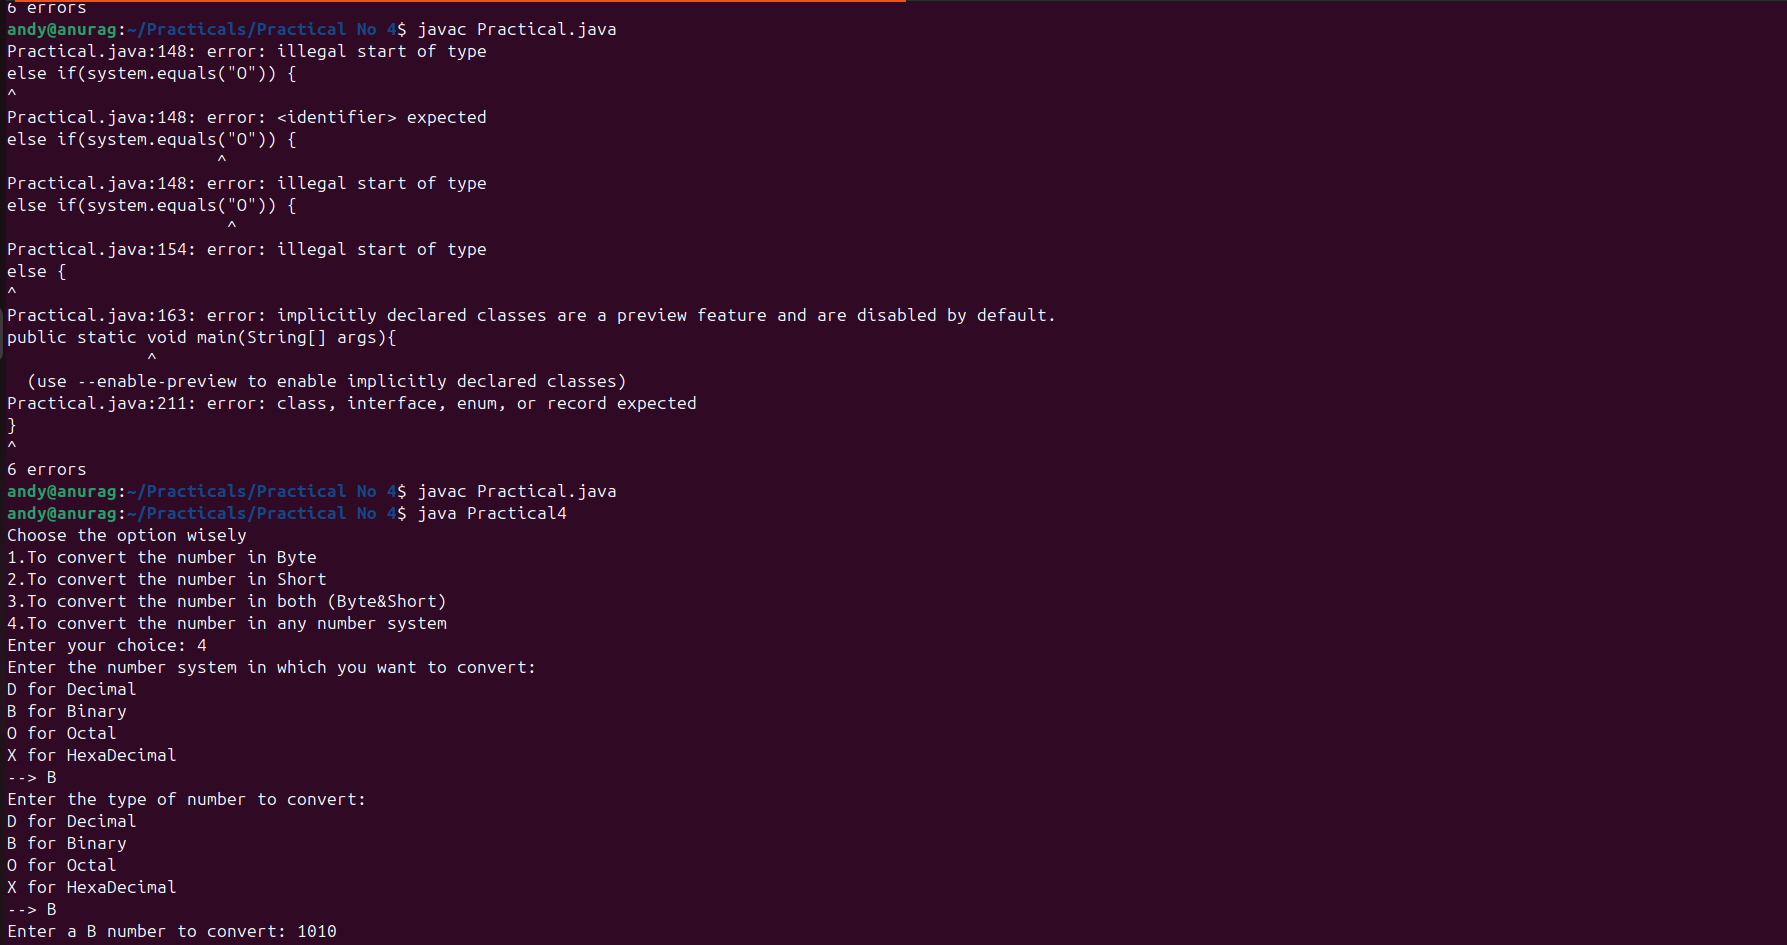 6 errors
andy@anurag:~/Practicals/Practical No 4$ javac Practical.java
Practical.java:148: error: illegal start of type
else if(system.equals("O")) {
^
Practical.java:148: error: <identifier> expected
else if(system.equals("O")) {
                     ^
Practical.java:148: error: illegal start of type
else if(system.equals("O")) {
                      ^
Practical.java:154: error: illegal start of type
else {
^
Practical.java:163: error: implicitly declared classes are a preview feature and are disabled by default.
public static void main(String[] args){
              ^
  (use --enable-preview to enable implicitly declared classes)
Practical.java:211: error: class, interface, enum, or record expected
}
^
6 errors
andy@anurag:~/Practicals/Practical No 4$ javac Practical.java
andy@anurag:~/Practicals/Practical No 4$ java Practical4
Choose the option wisely
1.To convert the number in Byte
2.To convert the number in Short
3.To convert the number in both (Byte&Short)
4.To convert the number in any number system
Enter your choice: 4
Enter the number system in which you want to convert:
D for Decimal
B for Binary
O for Octal
X for HexaDecimal
--> B
Enter the type of number to convert:
D for Decimal
B for Binary
O for Octal
X for HexaDecimal
--> B
Enter a B number to convert: 1010